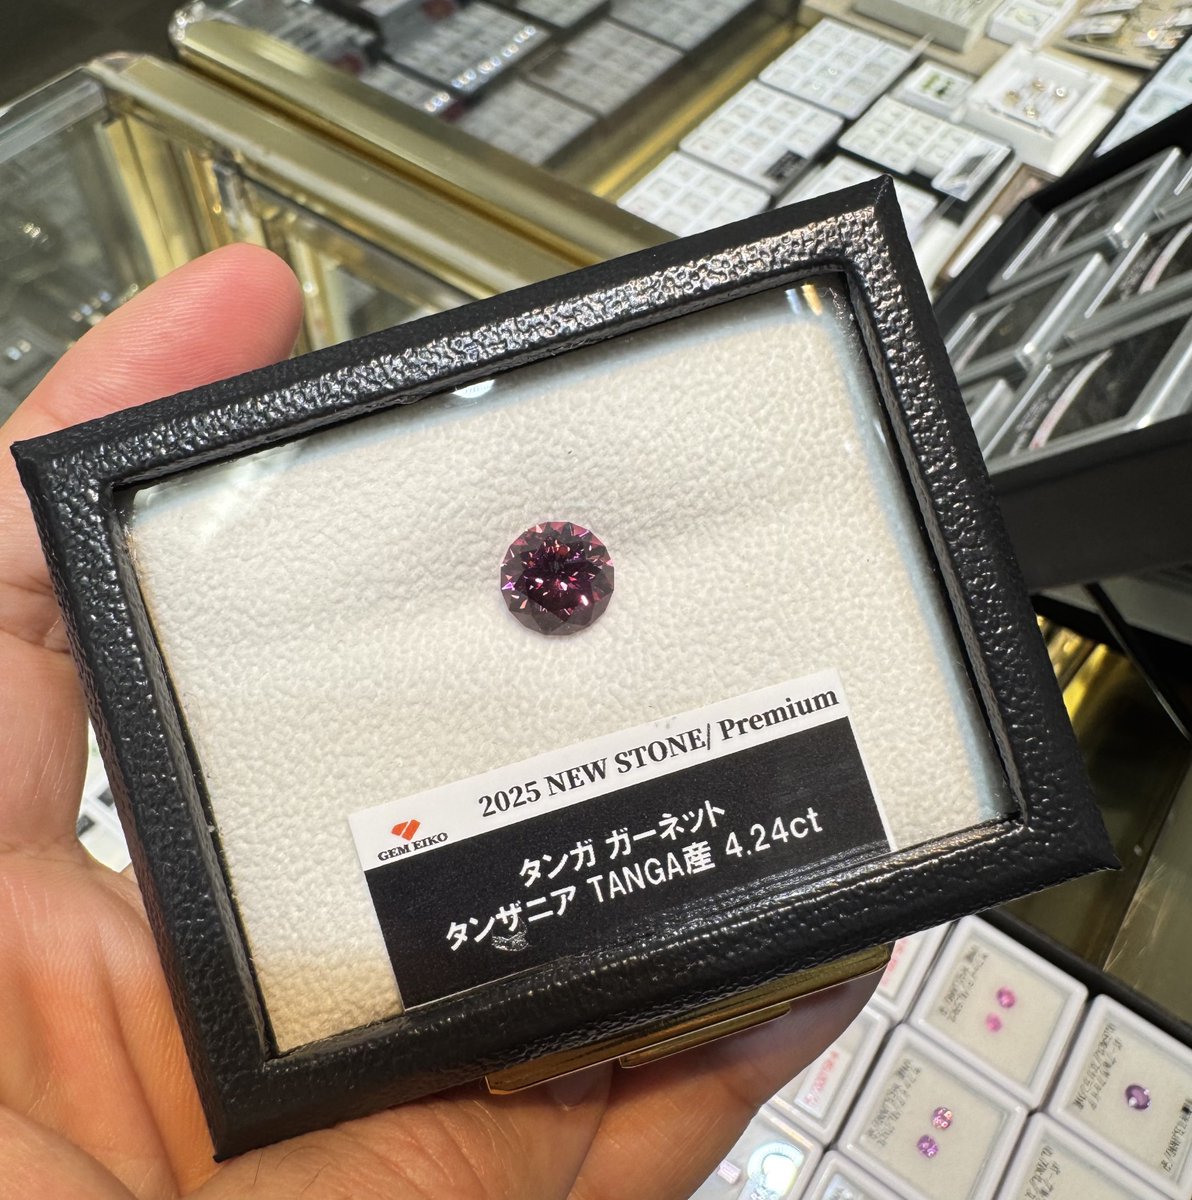 2025 NEW STONE/ Premium
GEM EIKO
タンガ ガーネット
タンザニア TANGA産 4.24ct